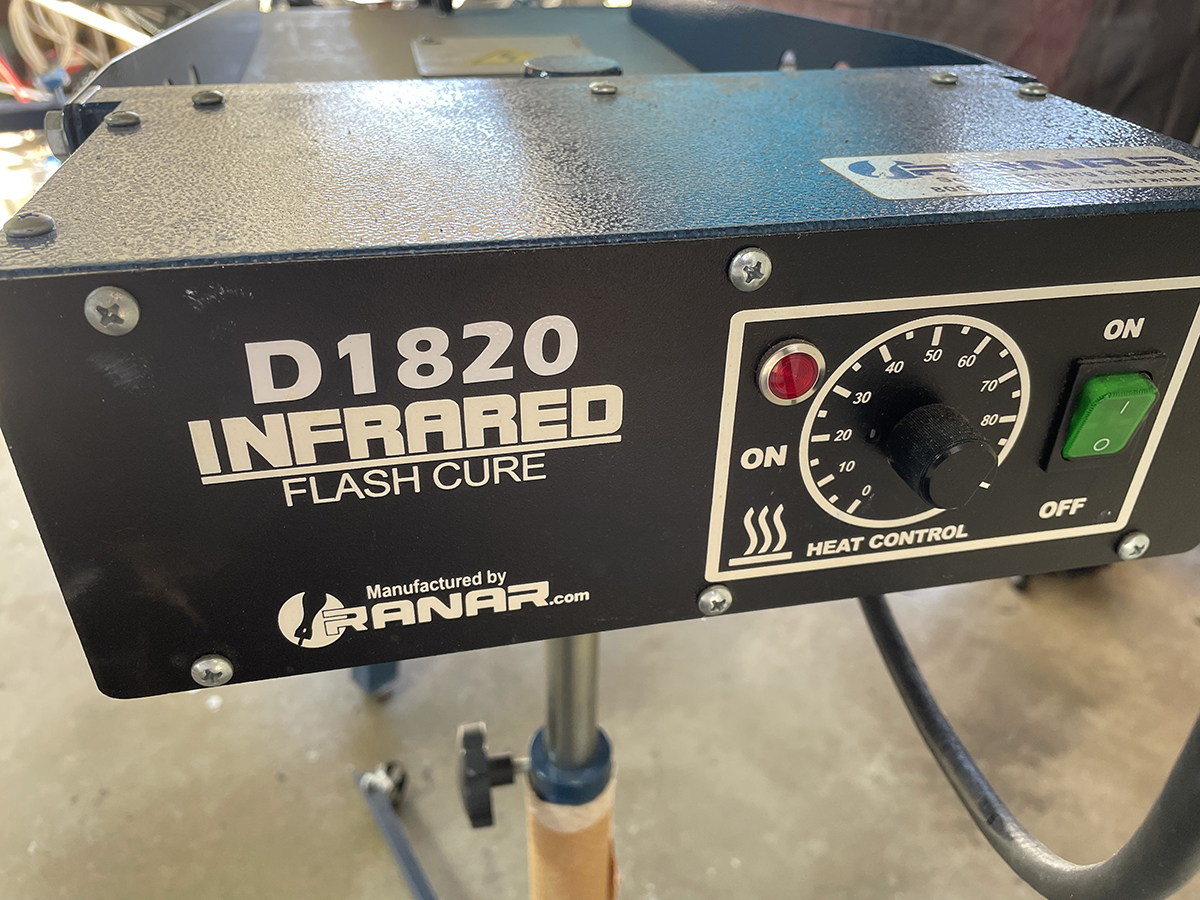 RANAR
D1820
INFRARED
FLASH CURE
Manufactured by
RANAR.com
ON
0
10
20
30
40
50
60
70
80
HEAT CONTROL
ON
I
O
OFF